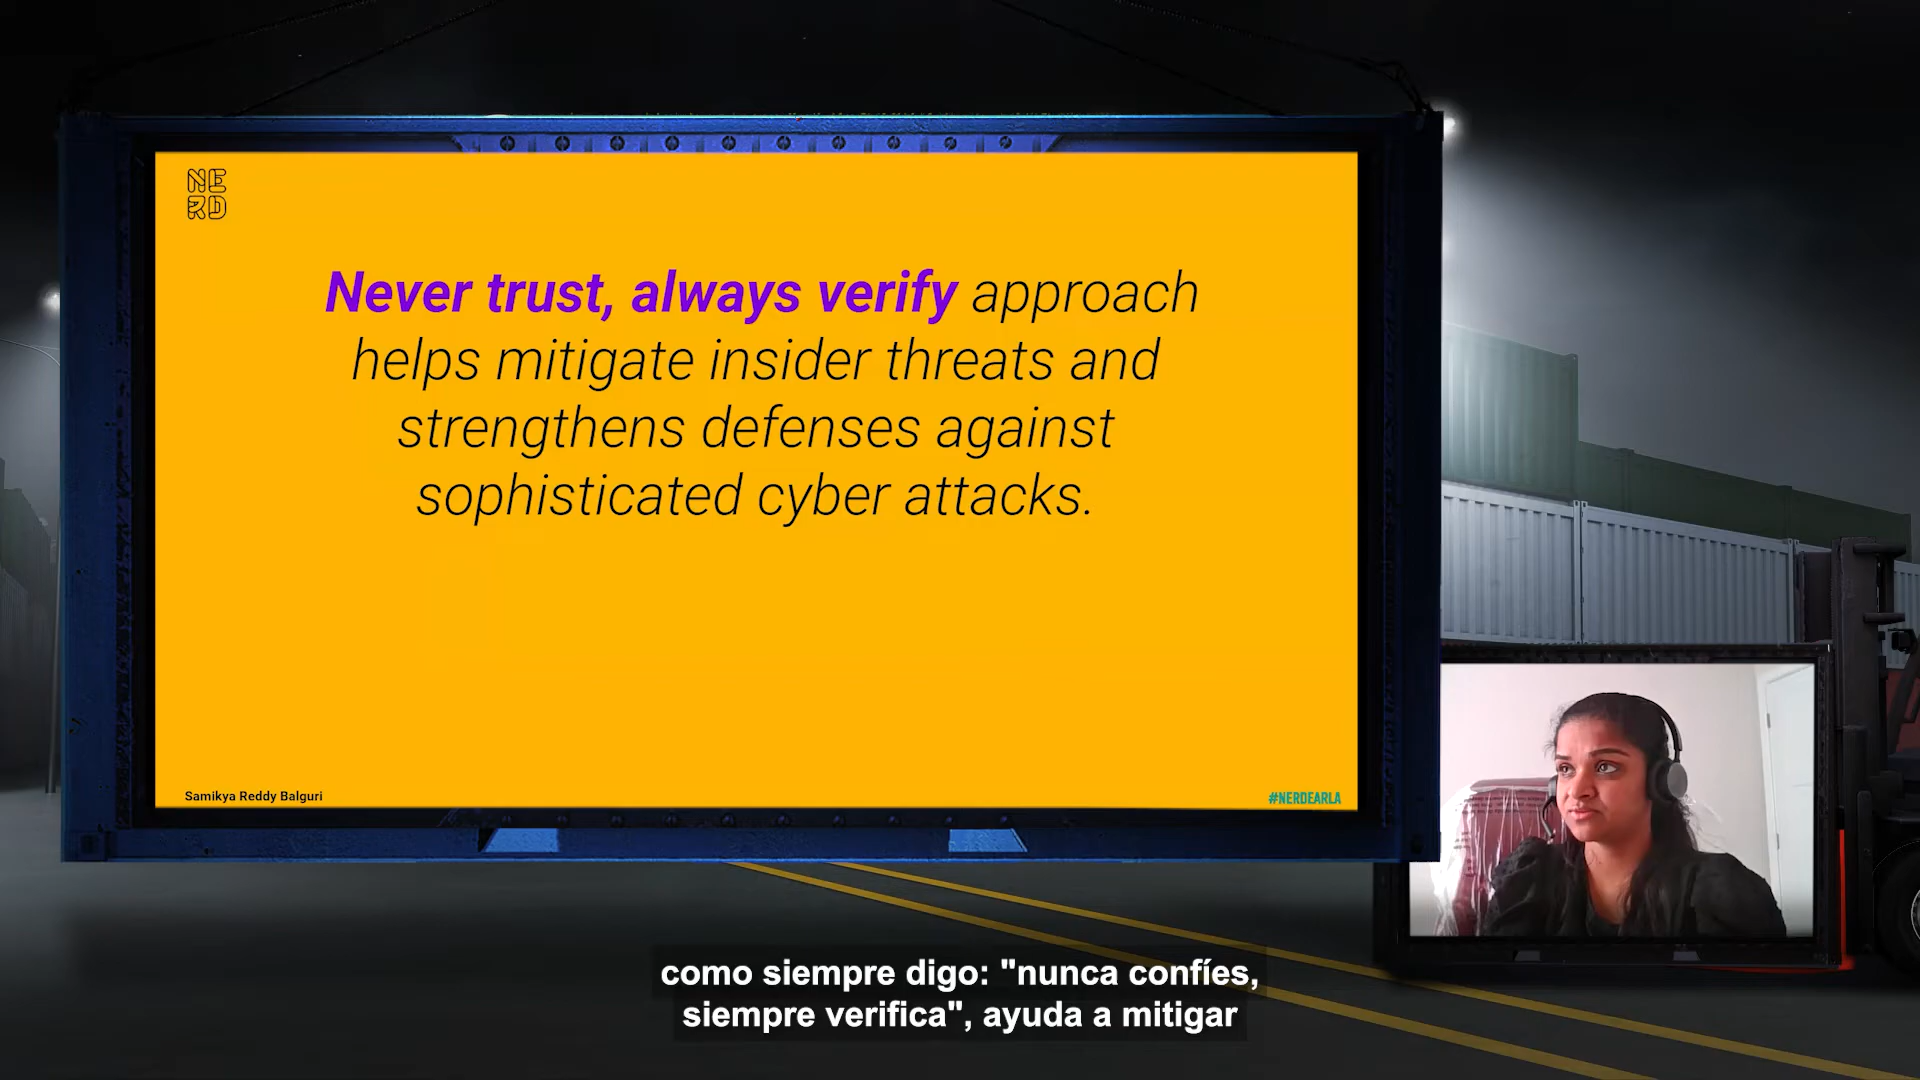 NE
RD
Never trust, always verify approach
helps mitigate insider threats and
strengthens defenses against
sophisticated cyber attacks.
Samikya Reddy Balguri
#NERDEARLA
como siempre digo: "nunca confíes,
siempre verifica", ayuda a mitigar